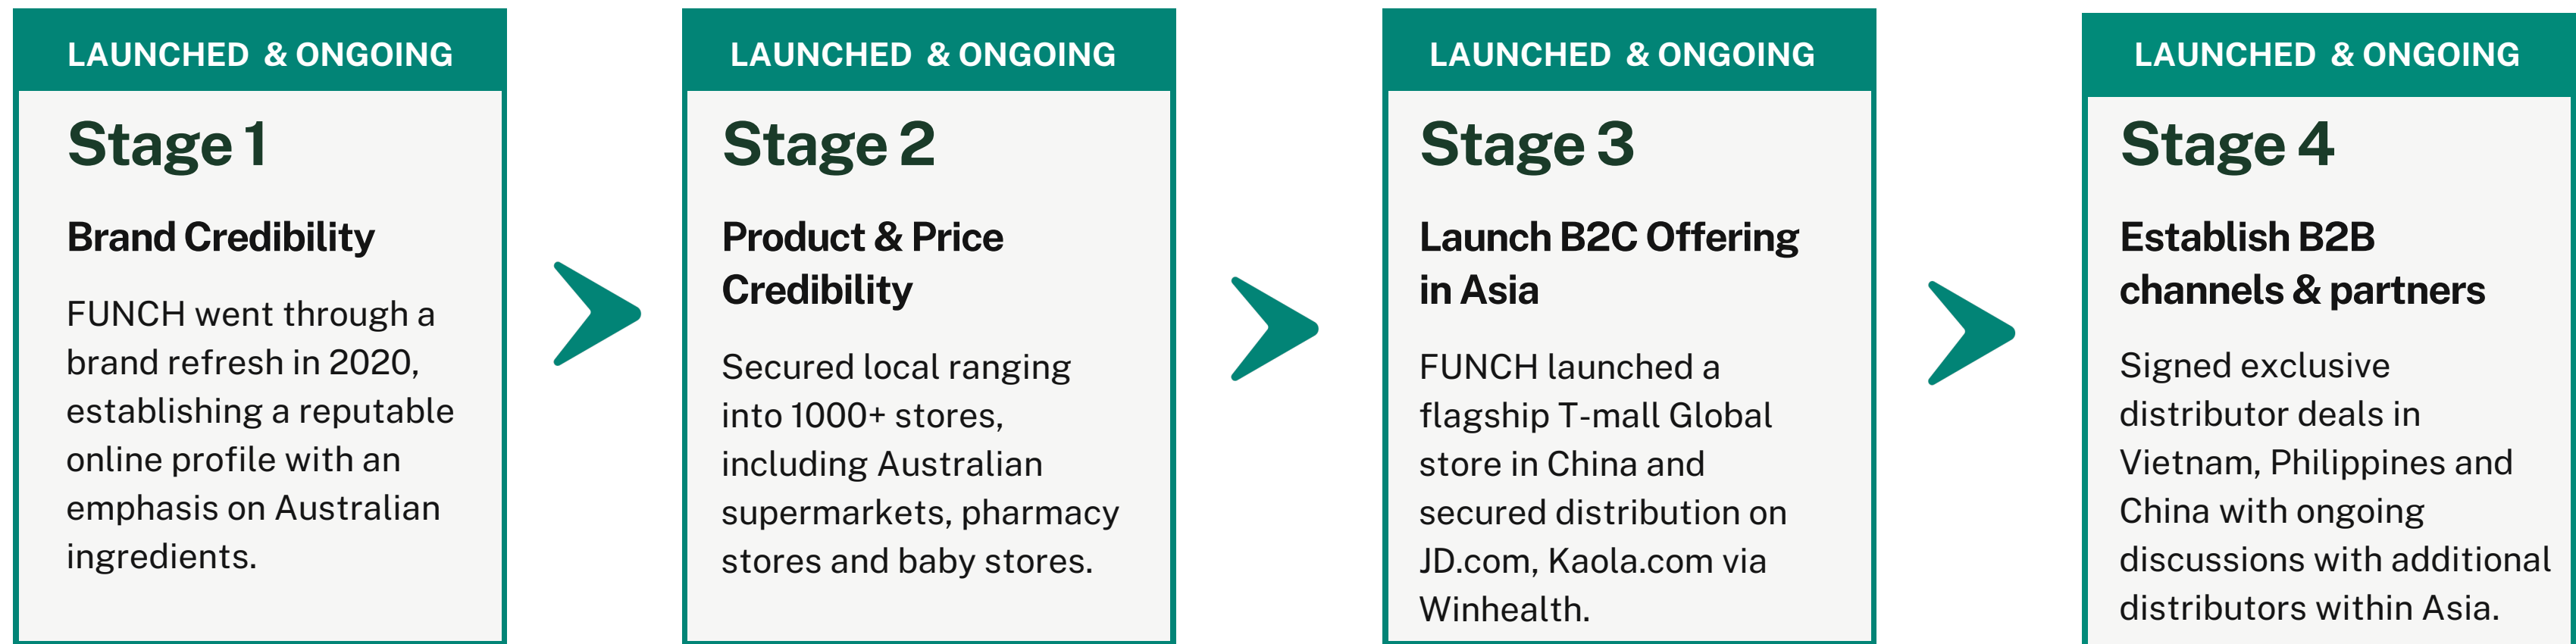 LAUNCHED & ONGOING
Stage 1
Brand Credibility
FUNCH went through a
brand refresh in 2020,
establishing a reputable
online profile with an
emphasis on Australian
ingredients.
LAUNCHED & ONGOING
Stage 2
Product & Price
Credibility
Secured local ranging
into 1000+ stores,
including Australian
supermarkets, pharmacy
stores and baby stores.
LAUNCHED & ONGOING
Stage 3
Launch B2C Offering
in Asia
FUNCH launched a
flagship T-mall Global
store in China and
secured distribution on
JD.com, Kaola.com via
Winhealth.
LAUNCHED & ONGOING
Stage 4
Establish B2B
channels & partners
Signed exclusive
distributor deals in
Vietnam, Philippines and
China with ongoing
discussions with additional
distributors within Asia.